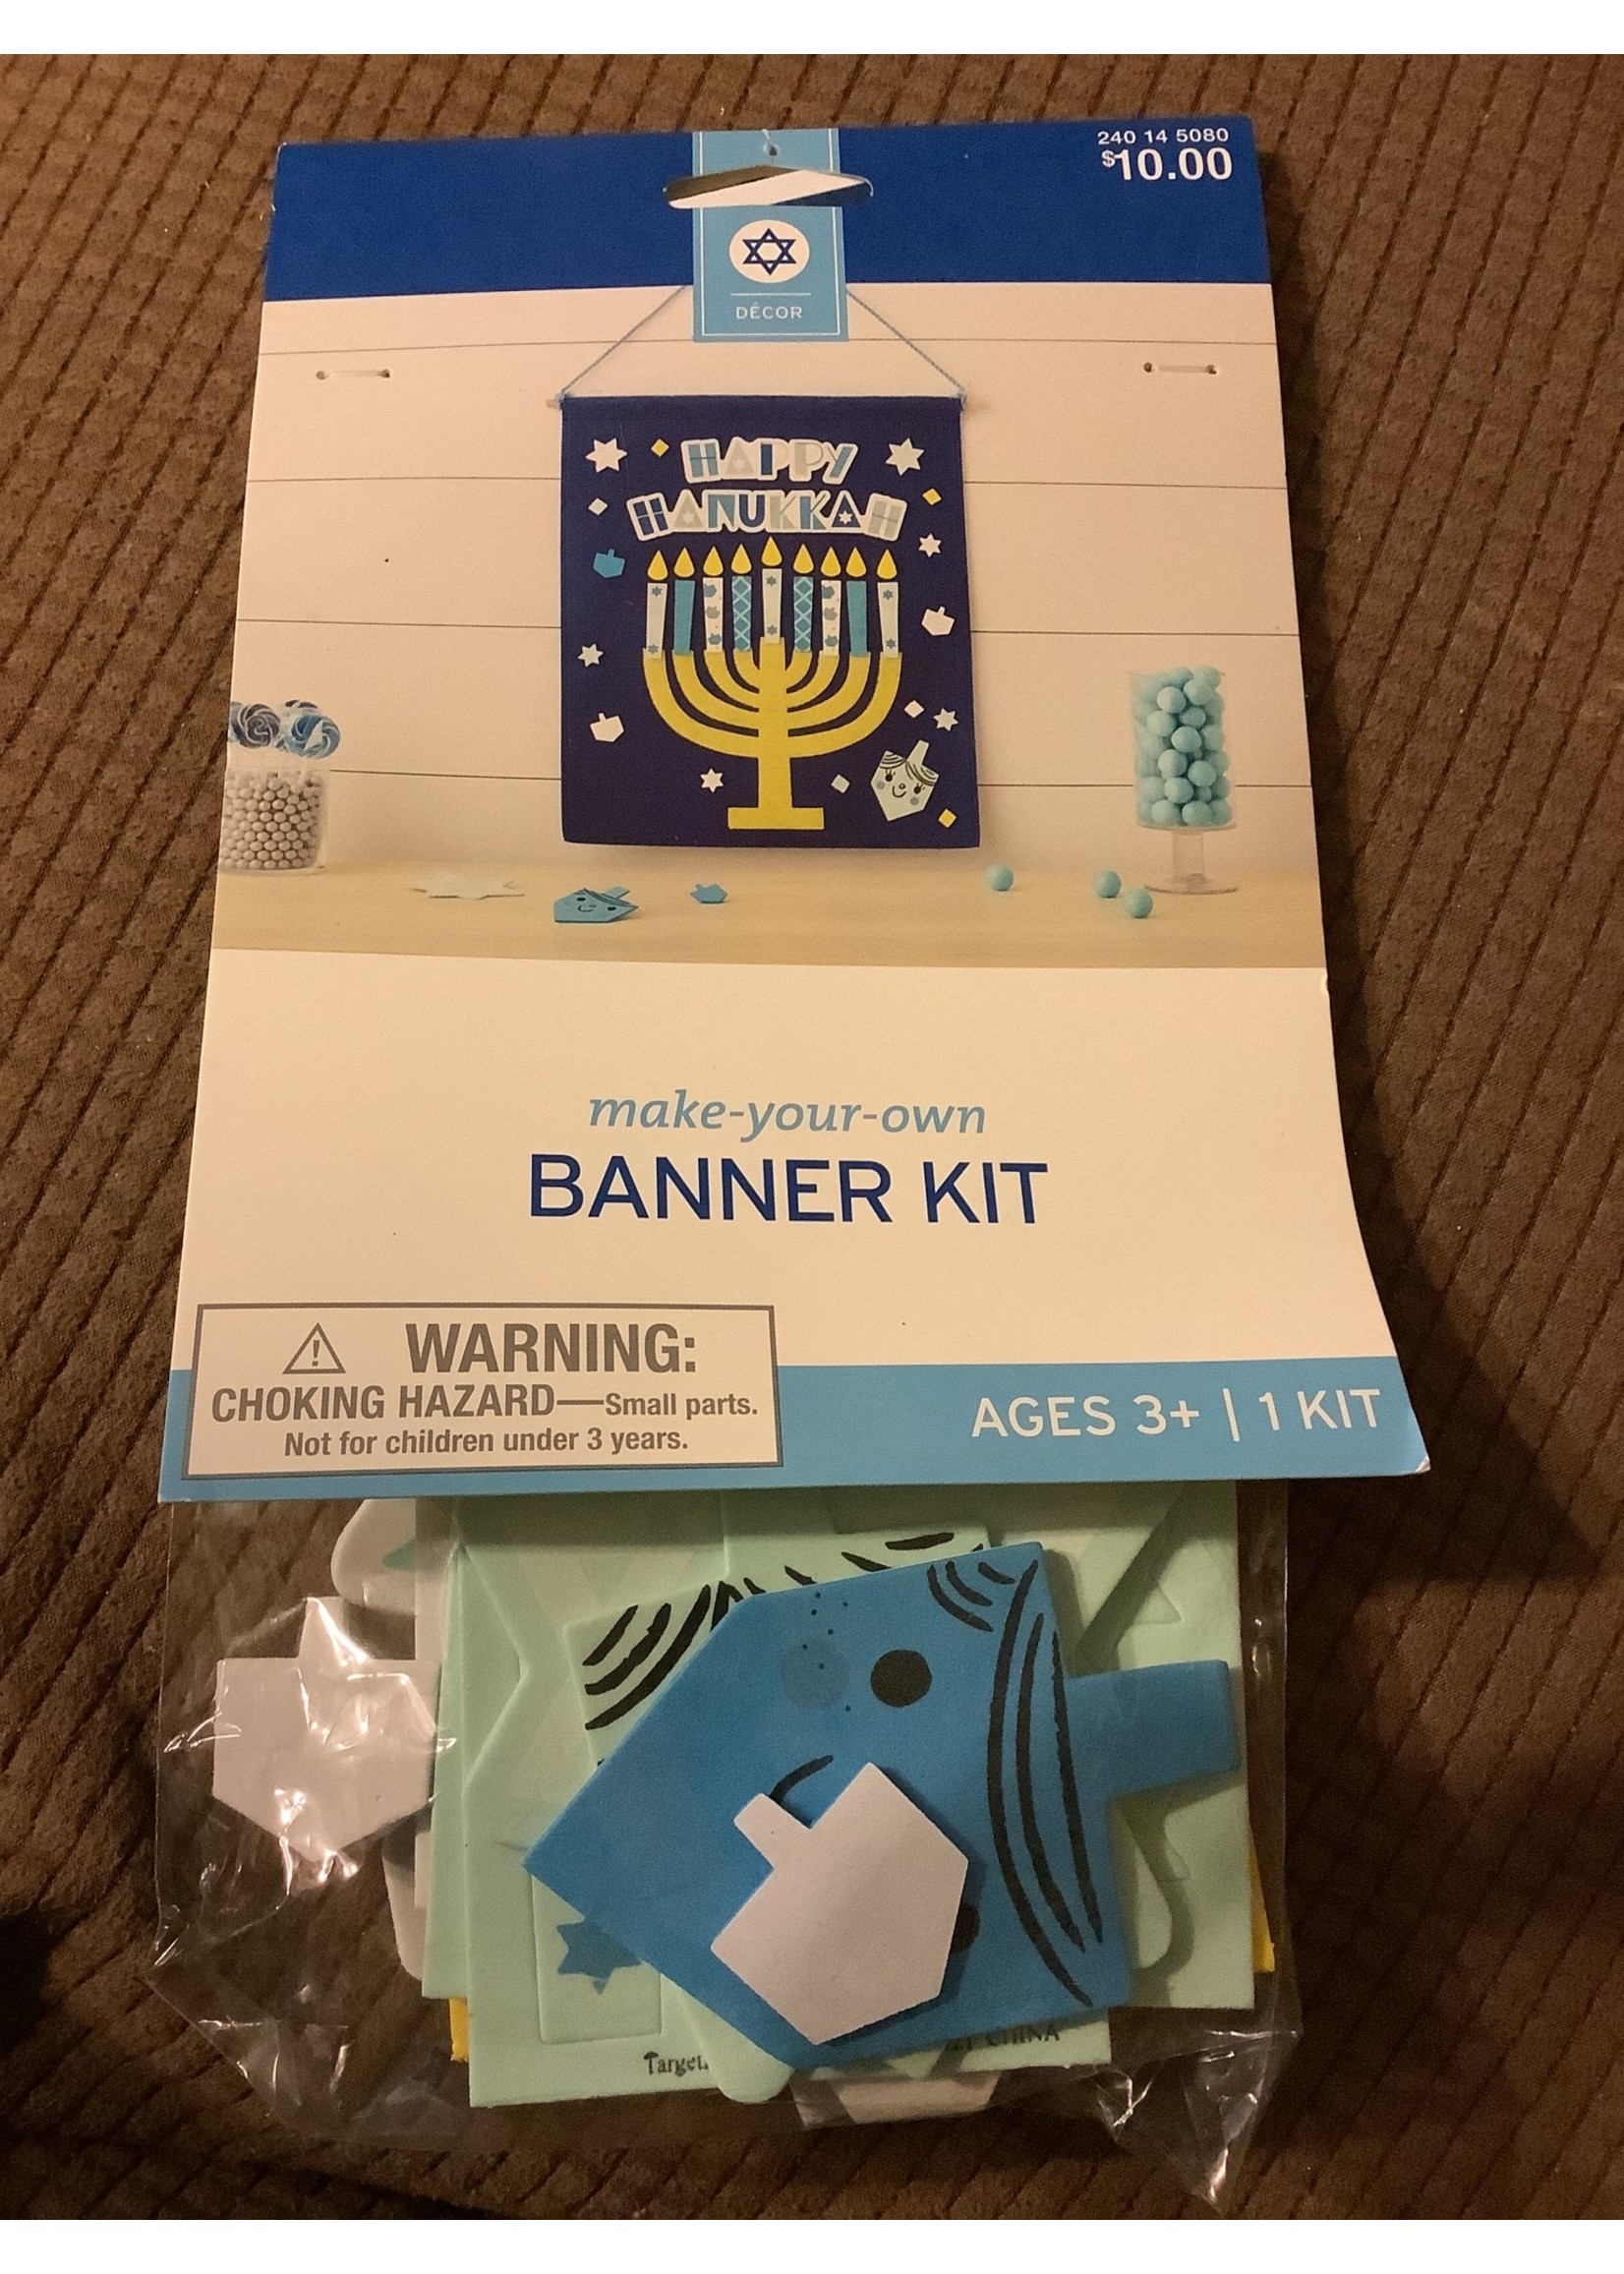 240 14 5080
$10.00
DÉCOR
HAPPY
HANUKKAH
make-your-own
BANNER KIT
WARNING:
CHOKING HAZARD—Small parts.
Not for children under 3 years.
AGES 3+ | 1 KIT
CHINA